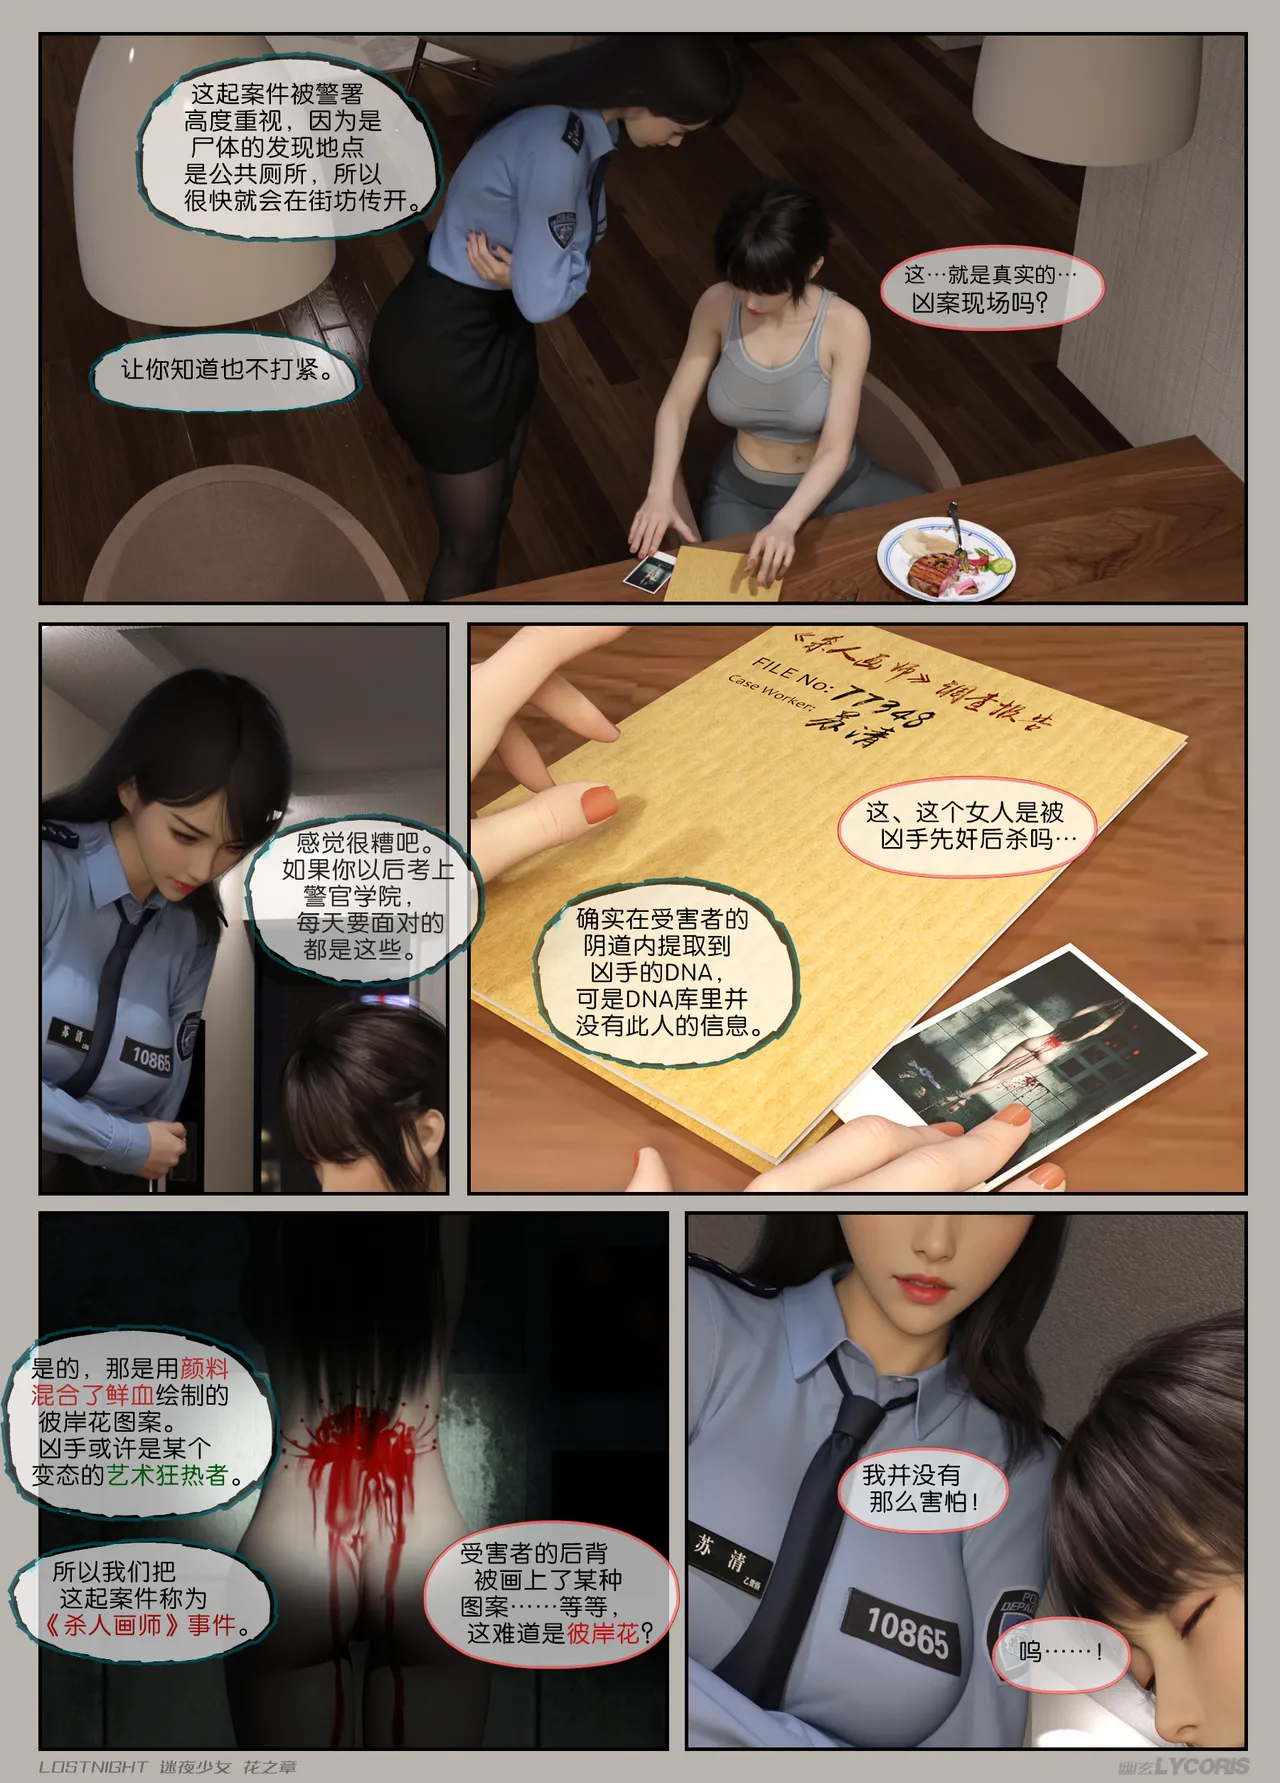 这起案件被警署
高度重视，因为是
尸体的发现地点
是公共厕所，所以
很快就会在街坊传开。
这…就是真实的…
凶案现场吗？
让你知道也不打紧。
感觉很糟吧。
如果你以后考上
警官学院，
每天要面对的
都是这些。
苏 清
10865
《杀人画师》调查报告
FILE No: 77348
Case Worker: 苏清
这、这个女人是被
凶手先奸后杀吗…
确实在受害者的
阴道内提取到
凶手的DNA，
可是DNA库里并
没有此人的信息。
受害者的后背
被画上了某种
图案……等等，
这难道是彼岸花？
是的，那是用颜料
混合了鲜血绘制的
彼岸花图案。
凶手或许是某个
变态的艺术狂热者。
所以我们把
这起案件称为
《杀人画师》事件。
我并没有
那么害怕！
苏 清
10865
呜……！
LOSTNIGHT 迷夜少女 花之章
幽玄LYCORIS